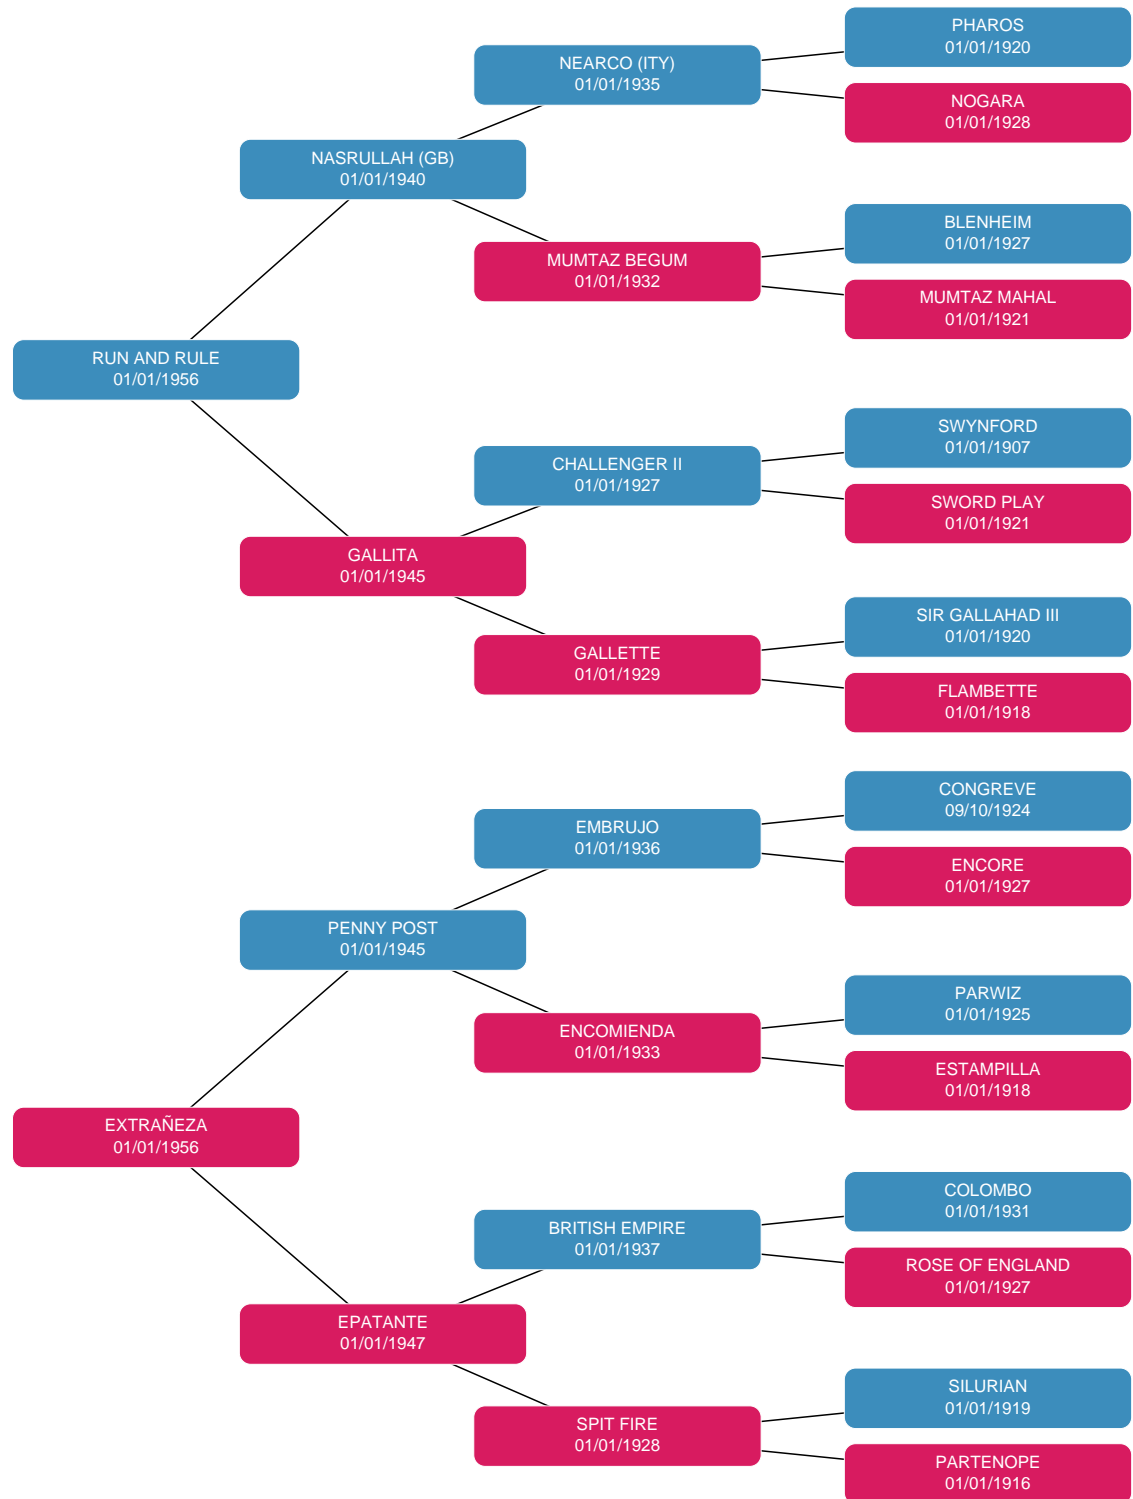 PHAROS
01/01/1920
NEARCO (ITY)
01/01/1935
NOGARA
01/01/1928
NASRULLAH (GB)
01/01/1940
BLENHEIM
01/01/1927
MUMTAZ BEGUM
01/01/1932
MUMTAZ MAHAL
01/01/1921
RUN AND RULE
01/01/1956
SWYNFORD
01/01/1907
CHALLENGER II
01/01/1927
SWORD PLAY
01/01/1921
GALLITA
01/01/1945
SIR GALLAHAD III
01/01/1920
GALLETTE
01/01/1929
FLAMBETTE
01/01/1918
CONGREVE
09/10/1924
EMBRUJO
01/01/1936
ENCORE
01/01/1927
PENNY POST
01/01/1945
PARWIZ
01/01/1925
ENCOMIENDA
01/01/1933
ESTAMPILLA
01/01/1918
EXTRAÑEZA
01/01/1956
COLOMBO
01/01/1931
BRITISH EMPIRE
01/01/1937
ROSE OF ENGLAND
01/01/1927
EPATANTE
01/01/1947
SILURIAN
01/01/1919
SPIT FIRE
01/01/1928
PARTENOPE
01/01/1916